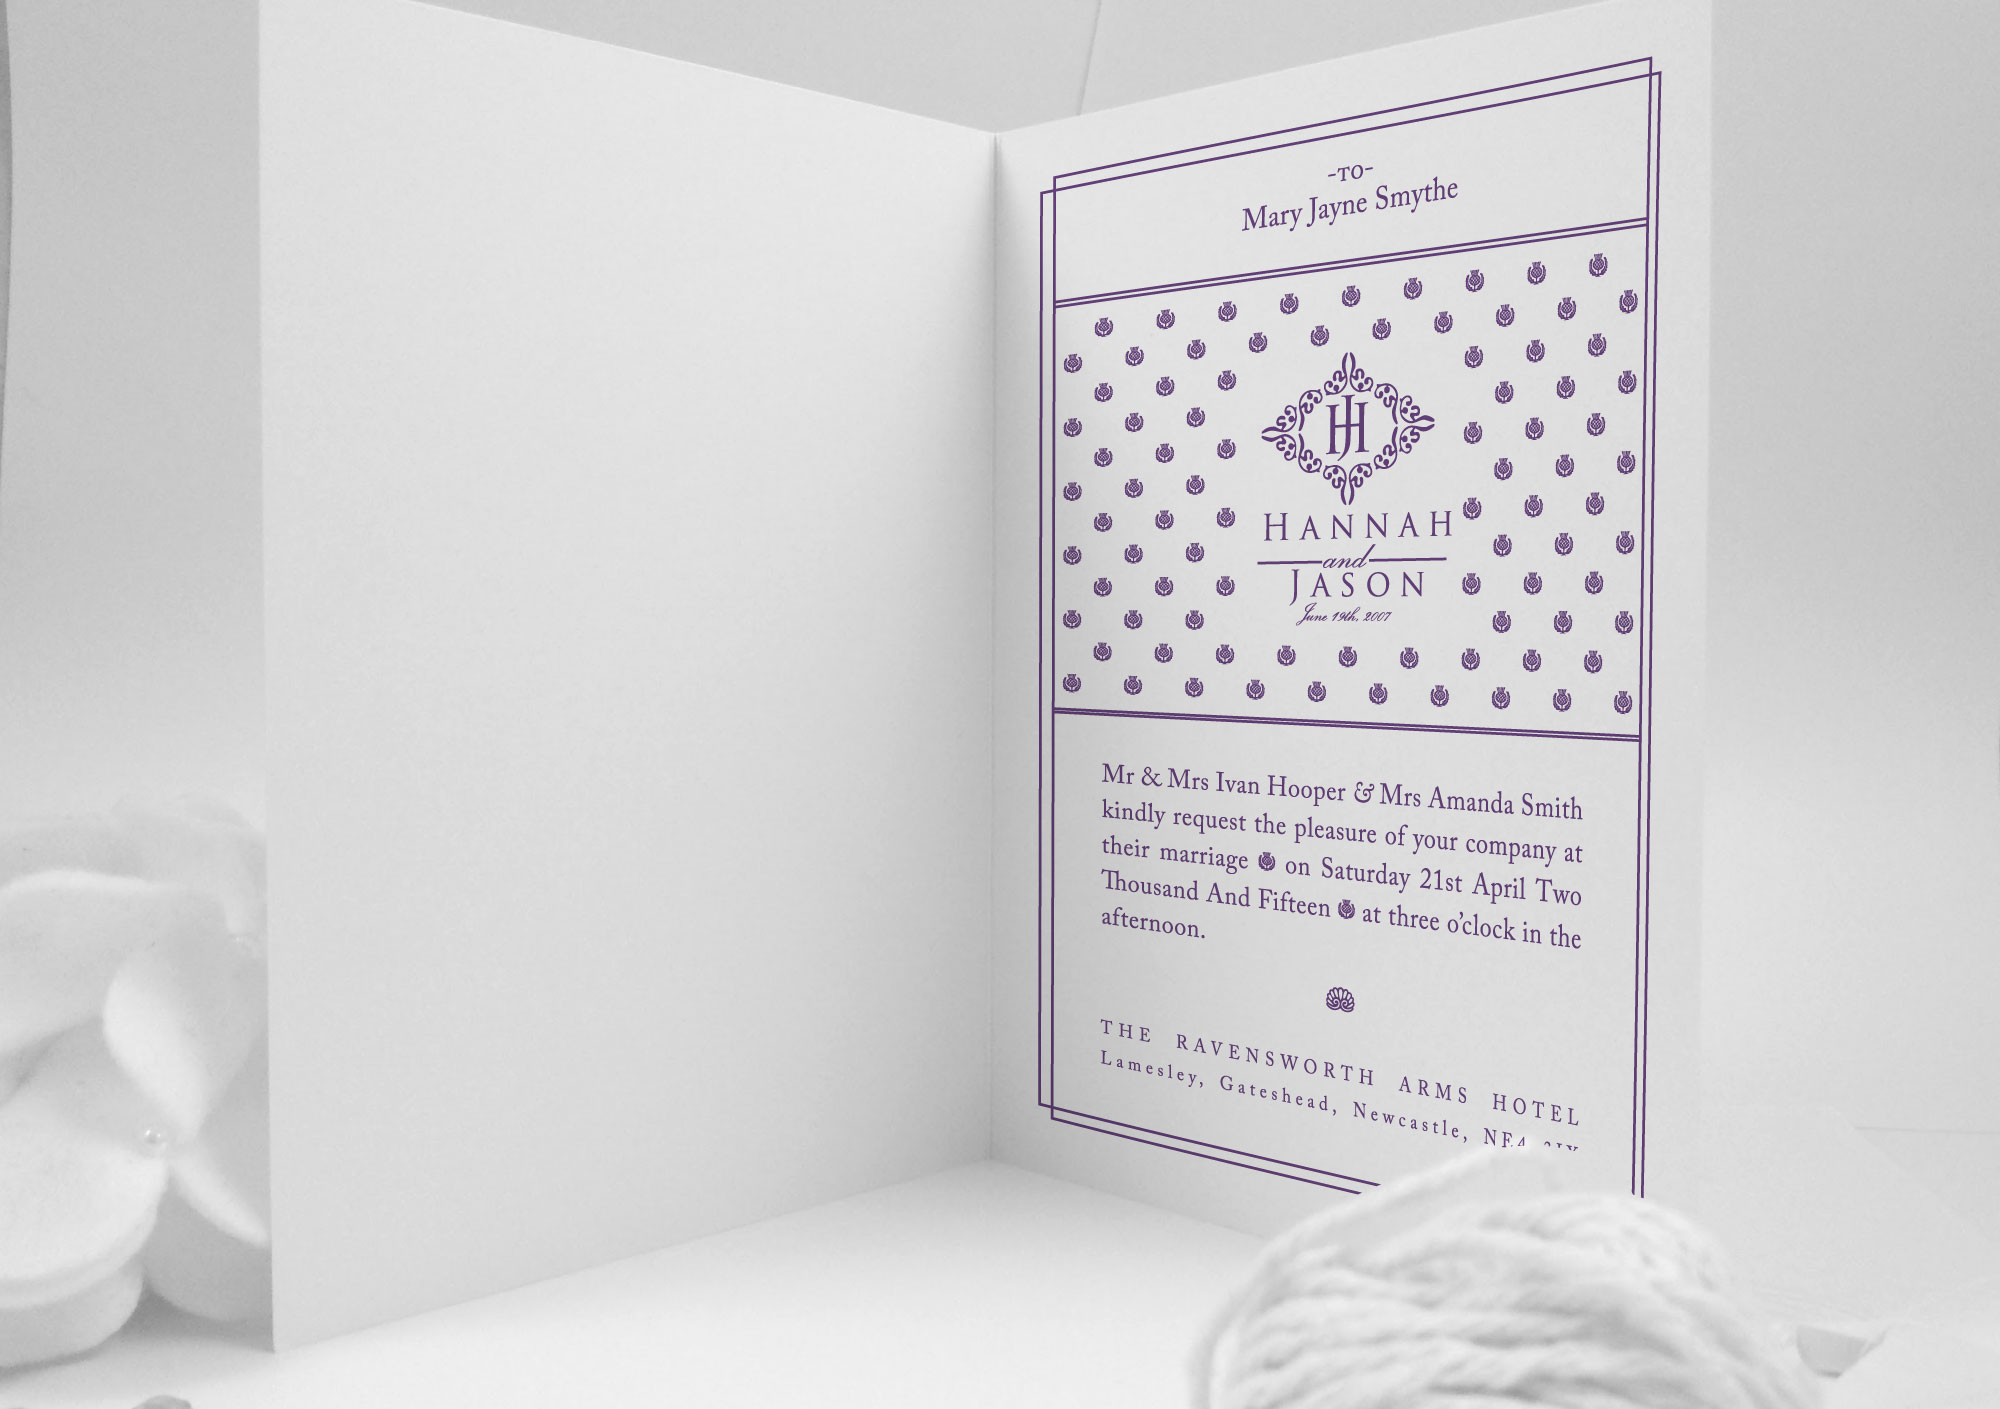 -TO-
Mary Jayne Smythe
HJ
HANNAH
and
JASON
June 19th, 2007
Mr & Mrs Ivan Hooper & Mrs Amanda Smith
kindly request the pleasure of your company at
their marriage on Saturday 21st April Two
Thousand And Fifteen at three o'clock in the
afternoon.
THE RAVENSWORTH ARMS HOTEL
Lamesley, Gateshead, Newcastle,